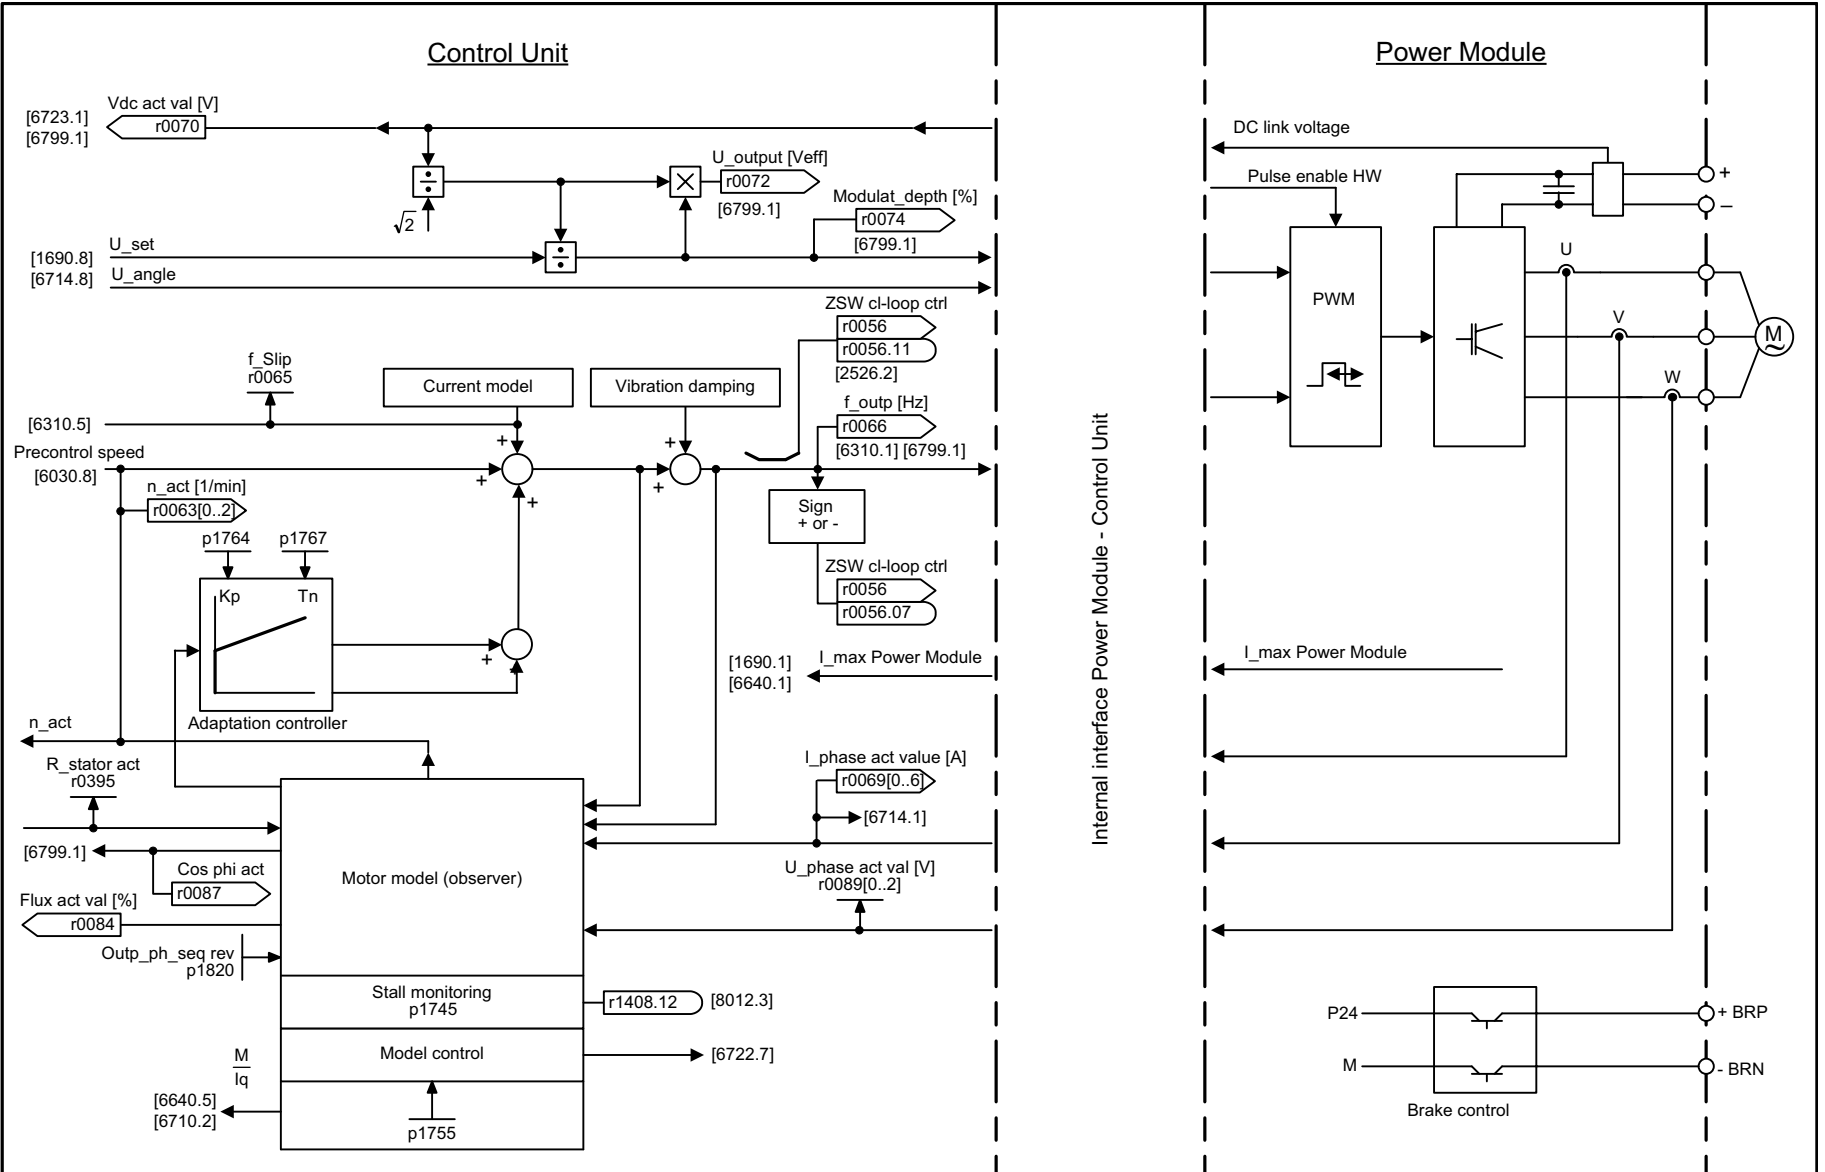 Control Unit
Power Module
Vdc act val [V]
[6723.1]
[6799.1]
r0070
÷
√2
×
U_output [Veff]
r0072
[6799.1]
Modulat_depth [%]
r0074
[6799.1]
[1690.8]
[6714.8]
U_set
U_angle
÷
ZSW cl-loop ctrl
r0056
r0056.11
[2526.2]
f_Slip
r0065
Current model
Vibration damping
f_outp [Hz]
r0066
[6310.1] [6799.1]
[6310.5]
Precontrol speed
[6030.8]
+
+
+
+
+
n_act [1/min]
r0063[0..2]
Sign
+ or -
p1764
p1767
Kp
Tn
ZSW cl-loop ctrl
r0056
r0056.07
+
+
Adaptation controller
[1690.1]
[6640.1]
I_max Power Module
n_act
R_stator act
r0395
I_phase act value [A]
r0069[0..6]
[6714.1]
[6799.1]
Cos phi act
r0087
Motor model (observer)
U_phase act val [V]
r0089[0..2]
Flux act val [%]
r0084
Outp_ph_seq rev
p1820
Stall monitoring
p1745
r1408.12
[8012.3]
Model control
[6722.7]
M
Iq
[6640.5]
[6710.2]
p1755
Internal interface Power Module - Control Unit
DC link voltage
Pulse enable HW
+
–
PWM
U
V
W
M
~
I_max Power Module
P24
+ BRP
M
- BRN
Brake control